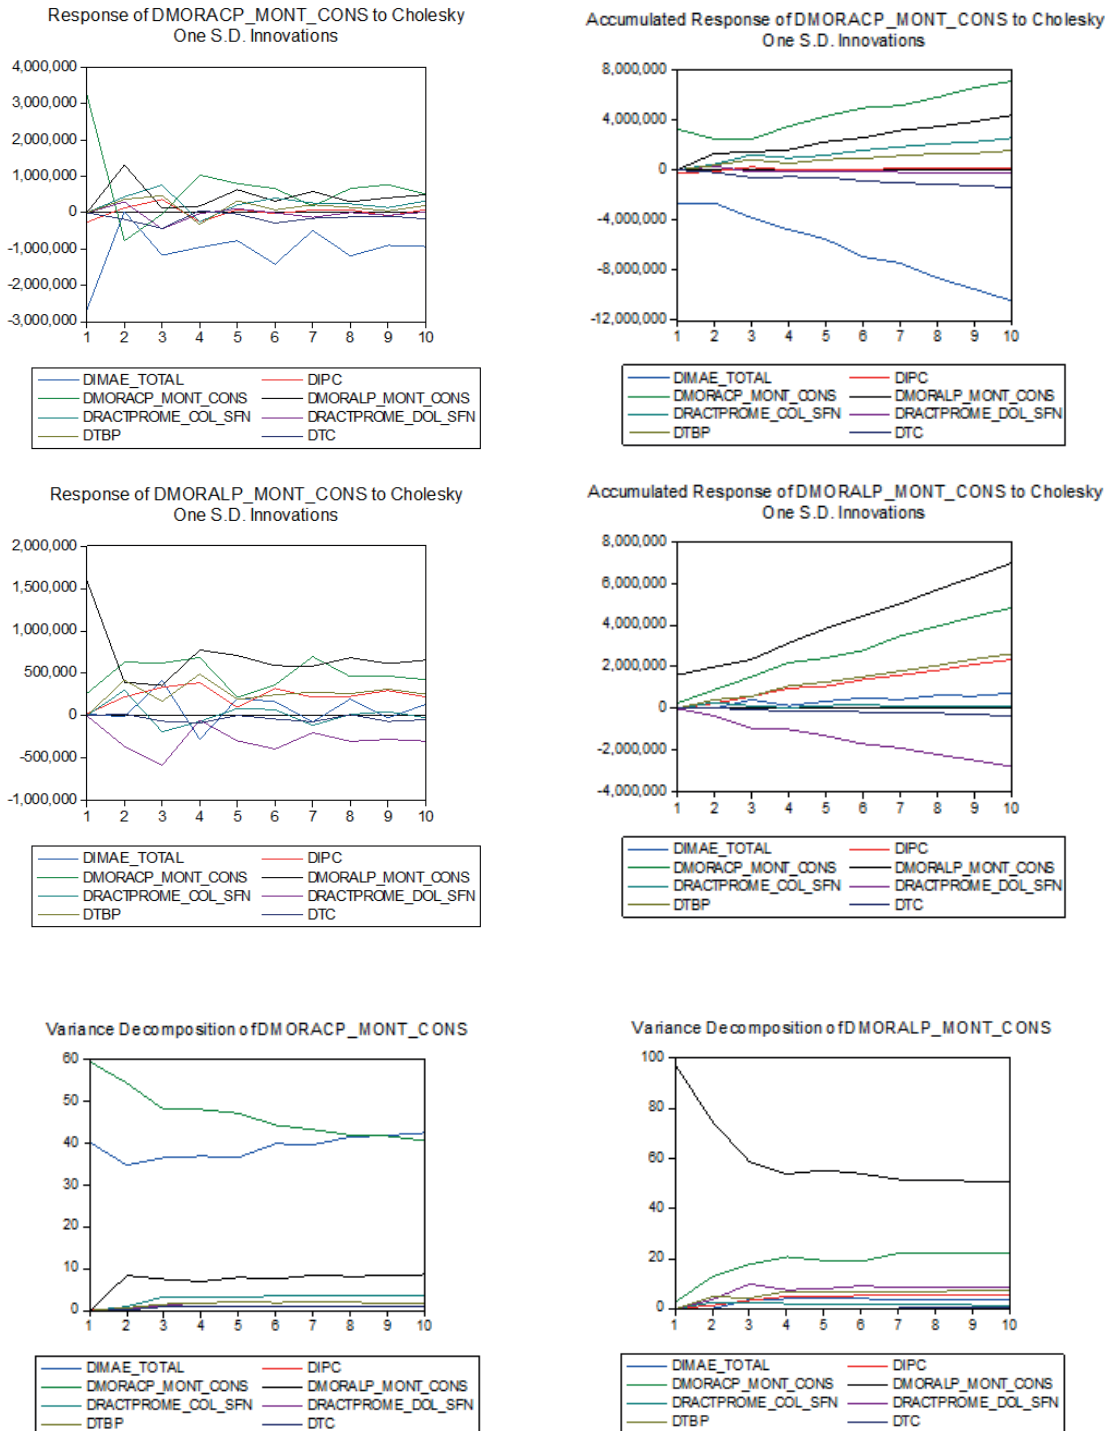 Response of DMORACP_MONT_CONS to Cholesky
One S.D. Innovations
4,000,000
3,000,000
2,000,000
1,000,000
0
-1,000,000
-2,000,000
-3,000,000
1 2 3 4 5 6 7 8 9 10
DIMAE_TOTAL DIPC
DMORACP_MONT_CONS DMORALP_MONT_CONS
DRACTPROME_COL_SFN DRACTPROME_DOL_SFN
DTBP DTC
Accumulated Response of DMORACP_MONT_CONS to Cholesky
One S.D. Innovations
8,000,000
4,000,000
0
-4,000,000
-8,000,000
-12,000,000
1 2 3 4 5 6 7 8 9 10
DIMAE_TOTAL DIPC
DMORACP_MONT_CONS DMORALP_MONT_CONS
DRACTPROME_COL_SFN DRACTPROME_DOL_SFN
DTBP DTC
Response of DMORALP_MONT_CONS to Cholesky
One S.D. Innovations
2,000,000
1,500,000
1,000,000
500,000
0
-500,000
-1,000,000
1 2 3 4 5 6 7 8 9 10
DIMAE_TOTAL DIPC
DMORACP_MONT_CONS DMORALP_MONT_CONS
DRACTPROME_COL_SFN DRACTPROME_DOL_SFN
DTBP DTC
Accumulated Response of DMORALP_MONT_CONS to Cholesky
One S.D. Innovations
8,000,000
6,000,000
4,000,000
2,000,000
0
-2,000,000
-4,000,000
1 2 3 4 5 6 7 8 9 10
DIMAE_TOTAL DIPC
DMORACP_MONT_CONS DMORALP_MONT_CONS
DRACTPROME_COL_SFN DRACTPROME_DOL_SFN
DTBP DTC
Variance Decomposition of DMORACP_MONT_CONS
60
50
40
30
20
10
0
1 2 3 4 5 6 7 8 9 10
DIMAE_TOTAL DIPC
DMORACP_MONT_CONS DMORALP_MONT_CONS
DRACTPROME_COL_SFN DRACTPROME_DOL_SFN
DTBP DTC
Variance Decomposition of DMORALP_MONT_CONS
100
80
60
40
20
0
1 2 3 4 5 6 7 8 9 10
DIMAE_TOTAL DIPC
DMORACP_MONT_CONS DMORALP_MONT_CONS
DRACTPROME_COL_SFN DRACTPROME_DOL_SFN
DTBP DTC